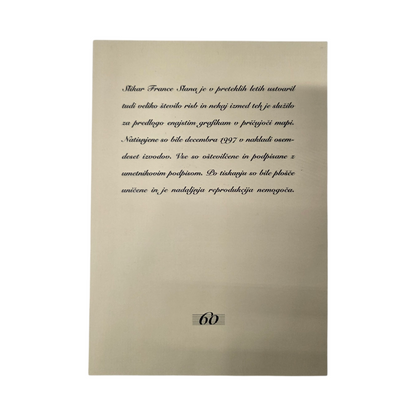 Slikar France Slana je v preteklih letih ustvaril
tudi veliko število risb in nekaj izmed teh je služilo
za predlogo enajstim grafikam v pričujoči mapi.
Natisnjene so bile decembra 1997 v nakladi osem-
deset izvodov. Vse so oštevilčene in podpisane z
umetnikovim podpisom. Po tiskanju so bile plošče
uničene in je nadaljnja reprodukcija nemogoča.
60